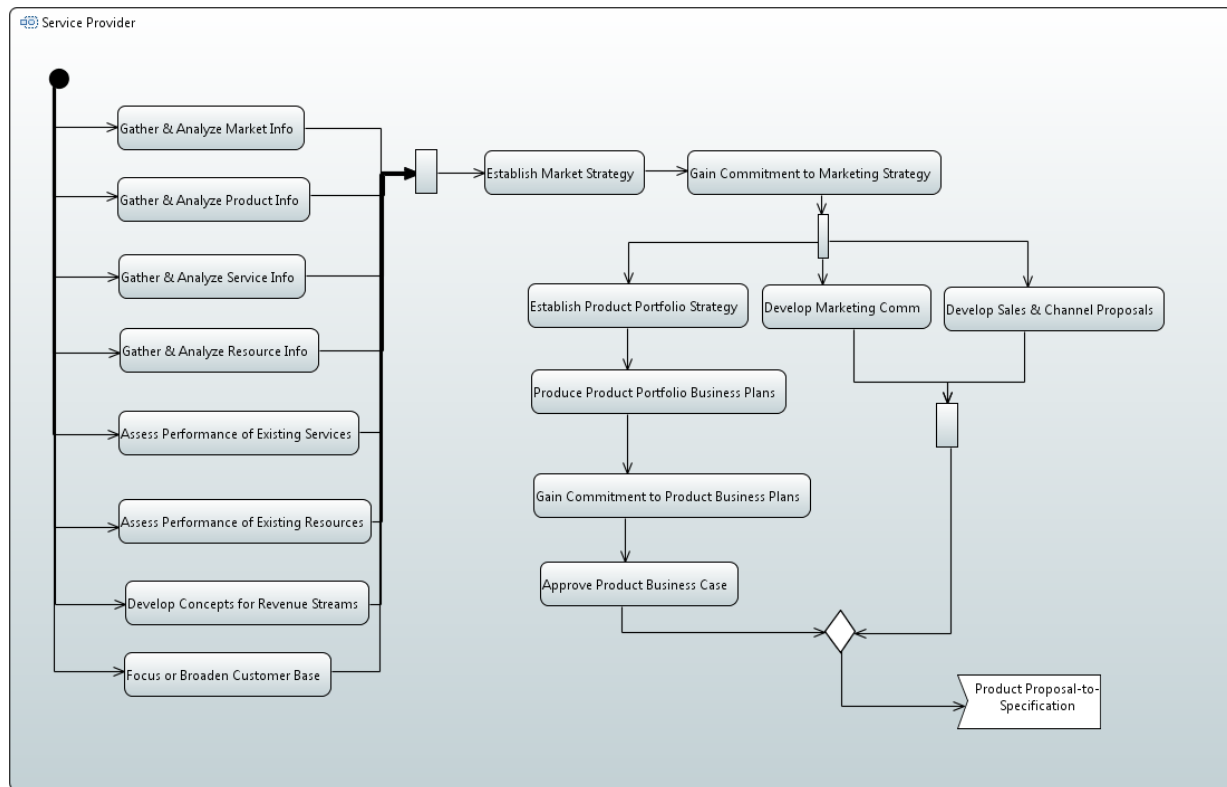 Service Provider
Gather & Analyze Market Info
Gather & Analyze Product Info
Gather & Analyze Service Info
Gather & Analyze Resource Info
Assess Performance of Existing Services
Assess Performance of Existing Resources
Develop Concepts for Revenue Streams
Focus or Broaden Customer Base
Establish Market Strategy
Gain Commitment to Marketing Strategy
Establish Product Portfolio Strategy
Develop Marketing Comm
Develop Sales & Channel Proposals
Produce Product Portfolio Business Plans
Gain Commitment to Product Business Plans
Approve Product Business Case
Product Proposal-to-
Specification